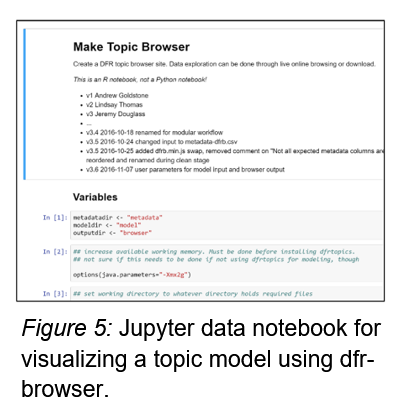 Make Topic Browser
Create a DFR topic browser site. Data exploration can be done through live online browsing or download.
This is an R notebook, not a Python notebook!
• v1 Andrew Goldstone
• v2 Lindsay Thomas
• v3 Jeremy Douglass
• ...
• v3.4 2016-10-18 renamed for modular workflow
• v3.5 2016-10-24 changed input to metadata-dfrb.csv
• v3.5 2016-10-25 added dfrb.min.js swap, removed comment on "Not all expected metadata columns are
reordered and renamed during clean stage
• v3.6 2016-11-07 user parameters for model input and browser output
Variables
In [1]: metadatadir <- "metadata"
modeldir <- "model"
outputdir <- "browser"
In [2]: ## increase available working memory. Must be done before installing dfrtopics.
## not sure if this needs to be done if not using dfrtopics for modeling, though
options(java.parameters="-Xmx2g")
In [3]: ## set working directory to whatever directory holds required files
Figure 5: Jupyter data notebook for
visualizing a topic model using dfr-
browser.